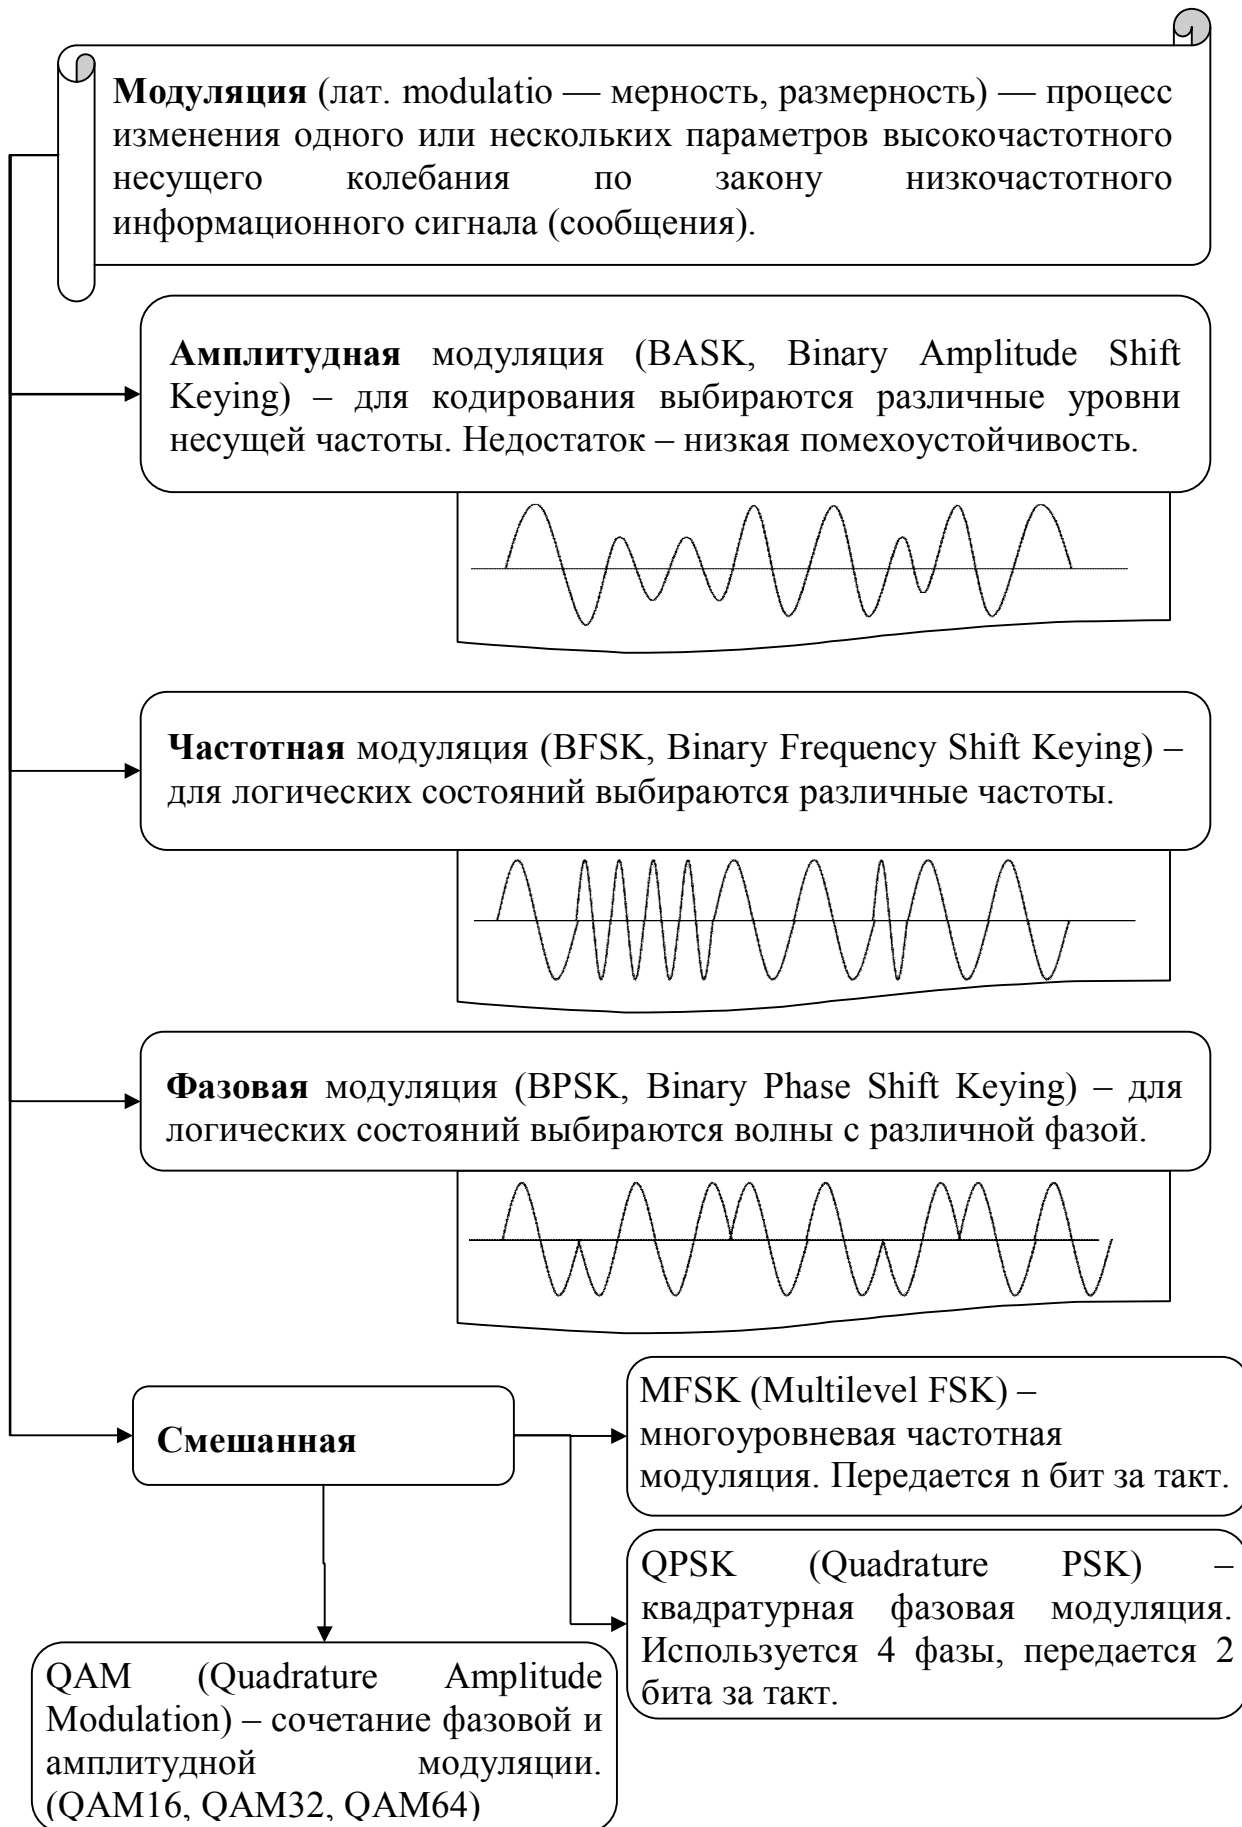 Модуляция (лат. modulatio — мерность, размерность) — процесс
изменения одного или нескольких параметров высокочастотного
несущего колебания по закону низкочастотного
информационного сигнала (сообщения).
Амплитудная модуляция (BASK, Binary Amplitude Shift
Keying) – для кодирования выбираются различные уровни
несущей частоты. Недостаток – низкая помехоустойчивость.
Частотная модуляция (BFSK, Binary Frequency Shift Keying) –
для логических состояний выбираются различные частоты.
Фазовая модуляция (BPSK, Binary Phase Shift Keying) – для
логических состояний выбираются волны с различной фазой.
Смешанная
MFSK (Multilevel FSK) –
многоуровневая частотная
модуляция. Передается n бит за такт.
QPSK (Quadrature PSK) –
квадратурная фазовая модуляция.
Используется 4 фазы, передается 2
бита за такт.
QAM (Quadrature Amplitude
Modulation) – сочетание фазовой и
амплитудной модуляции.
(QAM16, QAM32, QAM64)